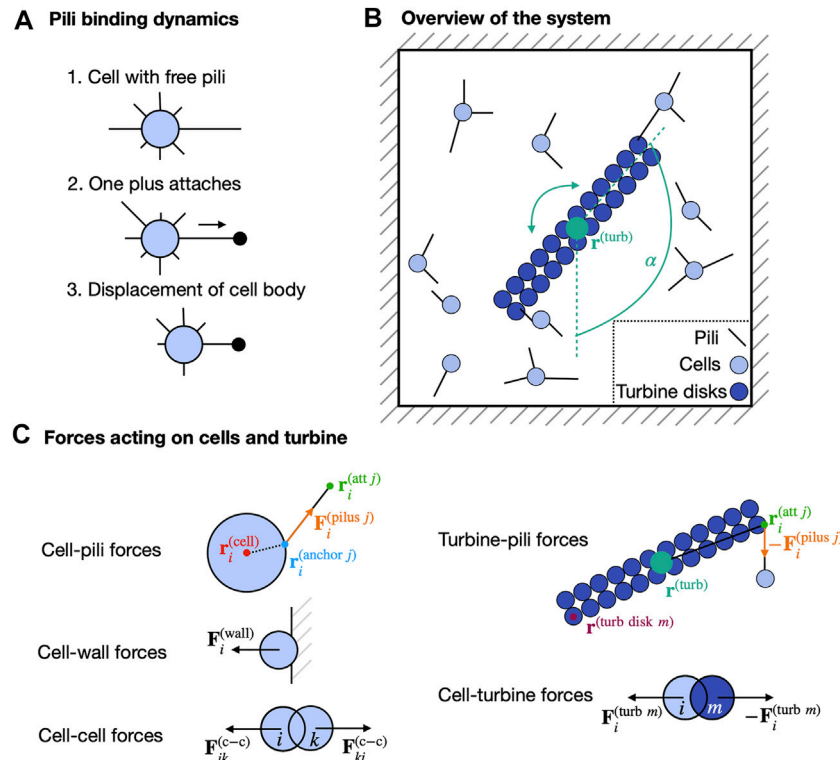 A Pili binding dynamics
1. Cell with free pili
2. One plus attaches
3. Displacement of cell body
B Overview of the system
r^(turb)
α
Pili
Cells
Turbine disks
C Forces acting on cells and turbine
Cell-pili forces
r_i^(att j)
F_i^(pilus j)
r_i^(cell)
r_i^(anchor j)
Cell-wall forces
F_i^(wall)
Cell-cell forces
i k
F_ik^(c−c) F_ki^(c−c)
Turbine-pili forces
r_i^(att j)
−F_i^(pilus j)
r^(turb)
r^(turb disk m)
Cell-turbine forces
i m
F_i^(turb m) −F_i^(turb m)